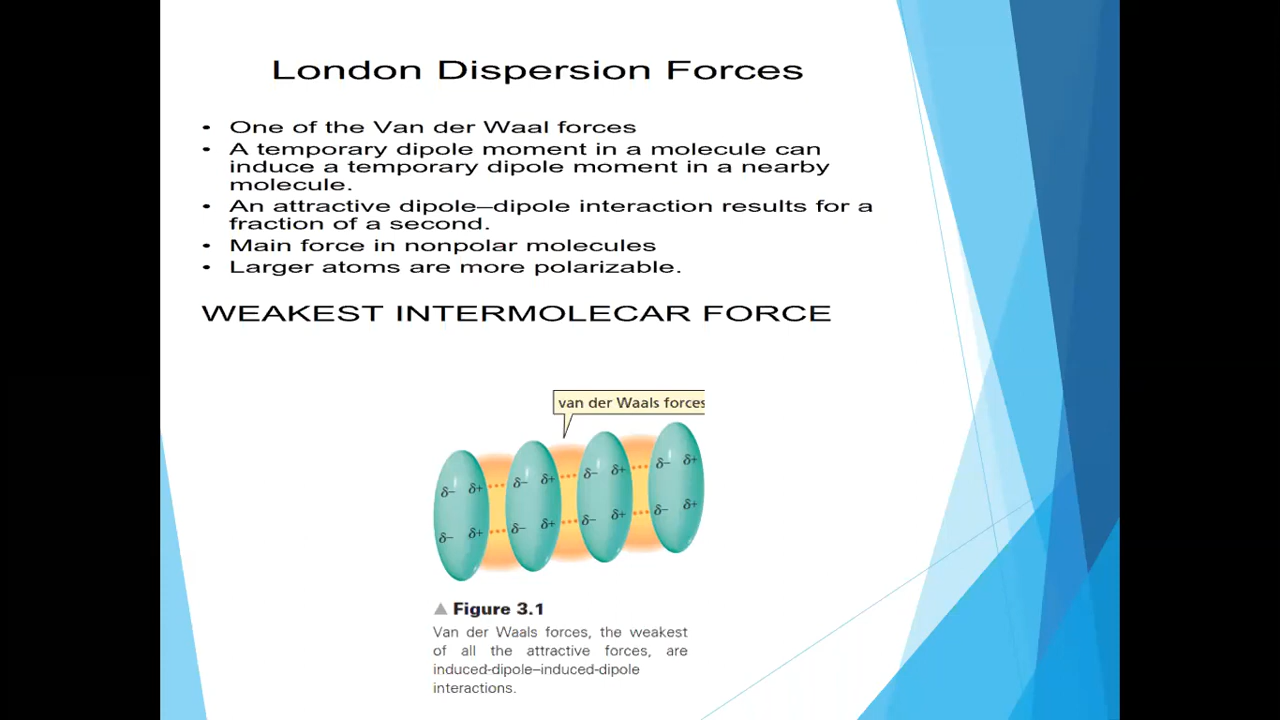 London Dispersion Forces
• One of the Van der Waal forces
• A temporary dipole moment in a molecule can
induce a temporary dipole moment in a nearby
molecule.
• An attractive dipole–dipole interaction results for a
fraction of a second.
• Main force in nonpolar molecules
• Larger atoms are more polarizable.
WEAKEST INTERMOLECAR FORCE
van der Waals forces
δ– δ+ δ– δ+ δ– δ+ δ– δ+
δ– δ+ δ– δ+ δ– δ+ δ– δ+
▲ Figure 3.1
Van der Waals forces, the weakest
of all the attractive forces, are
induced-dipole–induced-dipole
interactions.